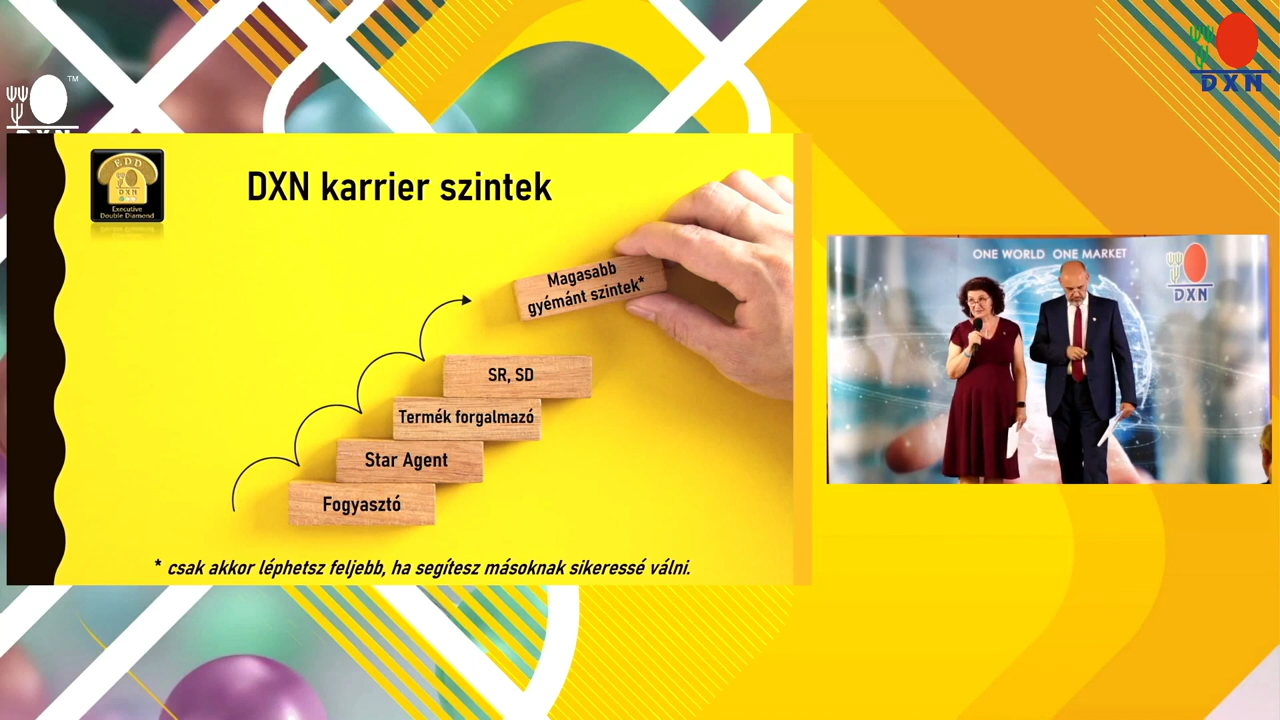 TM
DXN
DXN
EDD
DXN
Executive
Double Diamond
DXN karrier szintek
Magasabb
gyémánt szintek*
SR, SD
Termék forgalmazó
Star Agent
Fogyasztó
* csak akkor léphetsz feljebb, ha segítesz másoknak sikeressé válni.
ONE WORLD ONE MARKET
DXN